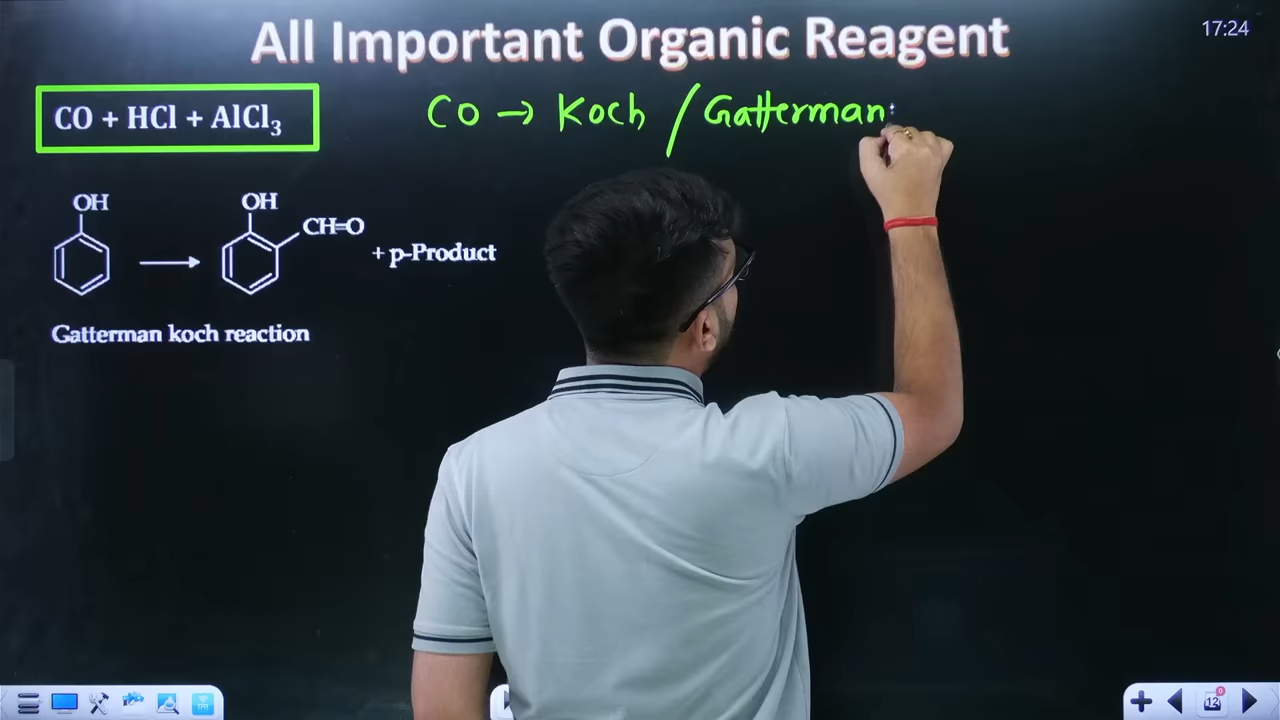 All Important Organic Reagent
17:24
CO + HCl + AlCl₃
CO → Koch / Gatterman
OH
OH
CH=O
+ p-Product
Gatterman koch reaction
12
0